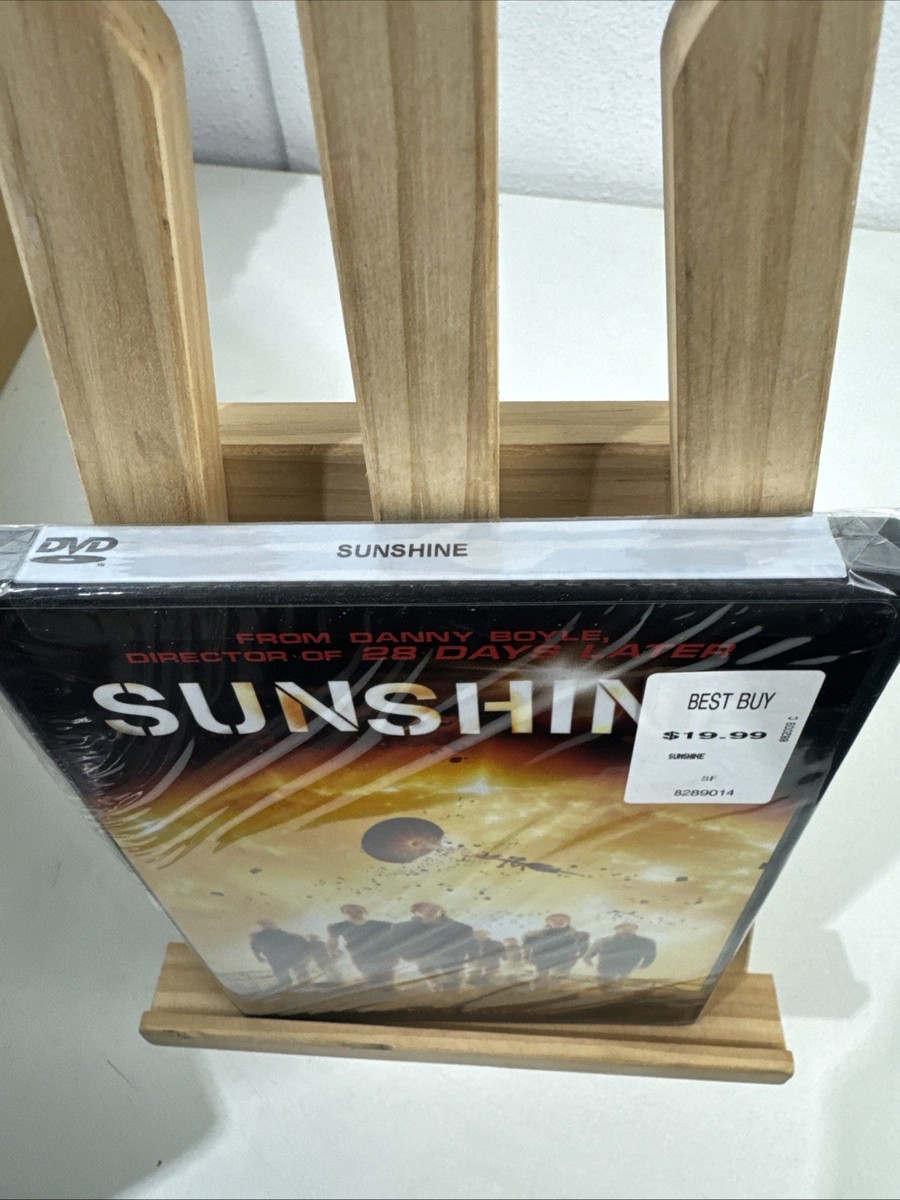 DVD
SUNSHINE
FROM DANNY BOYLE,
DIRECTOR OF 28 DAYS LATER
SUNSHIN
BEST BUY
$19.99
SUNSHINE
SF
8289014